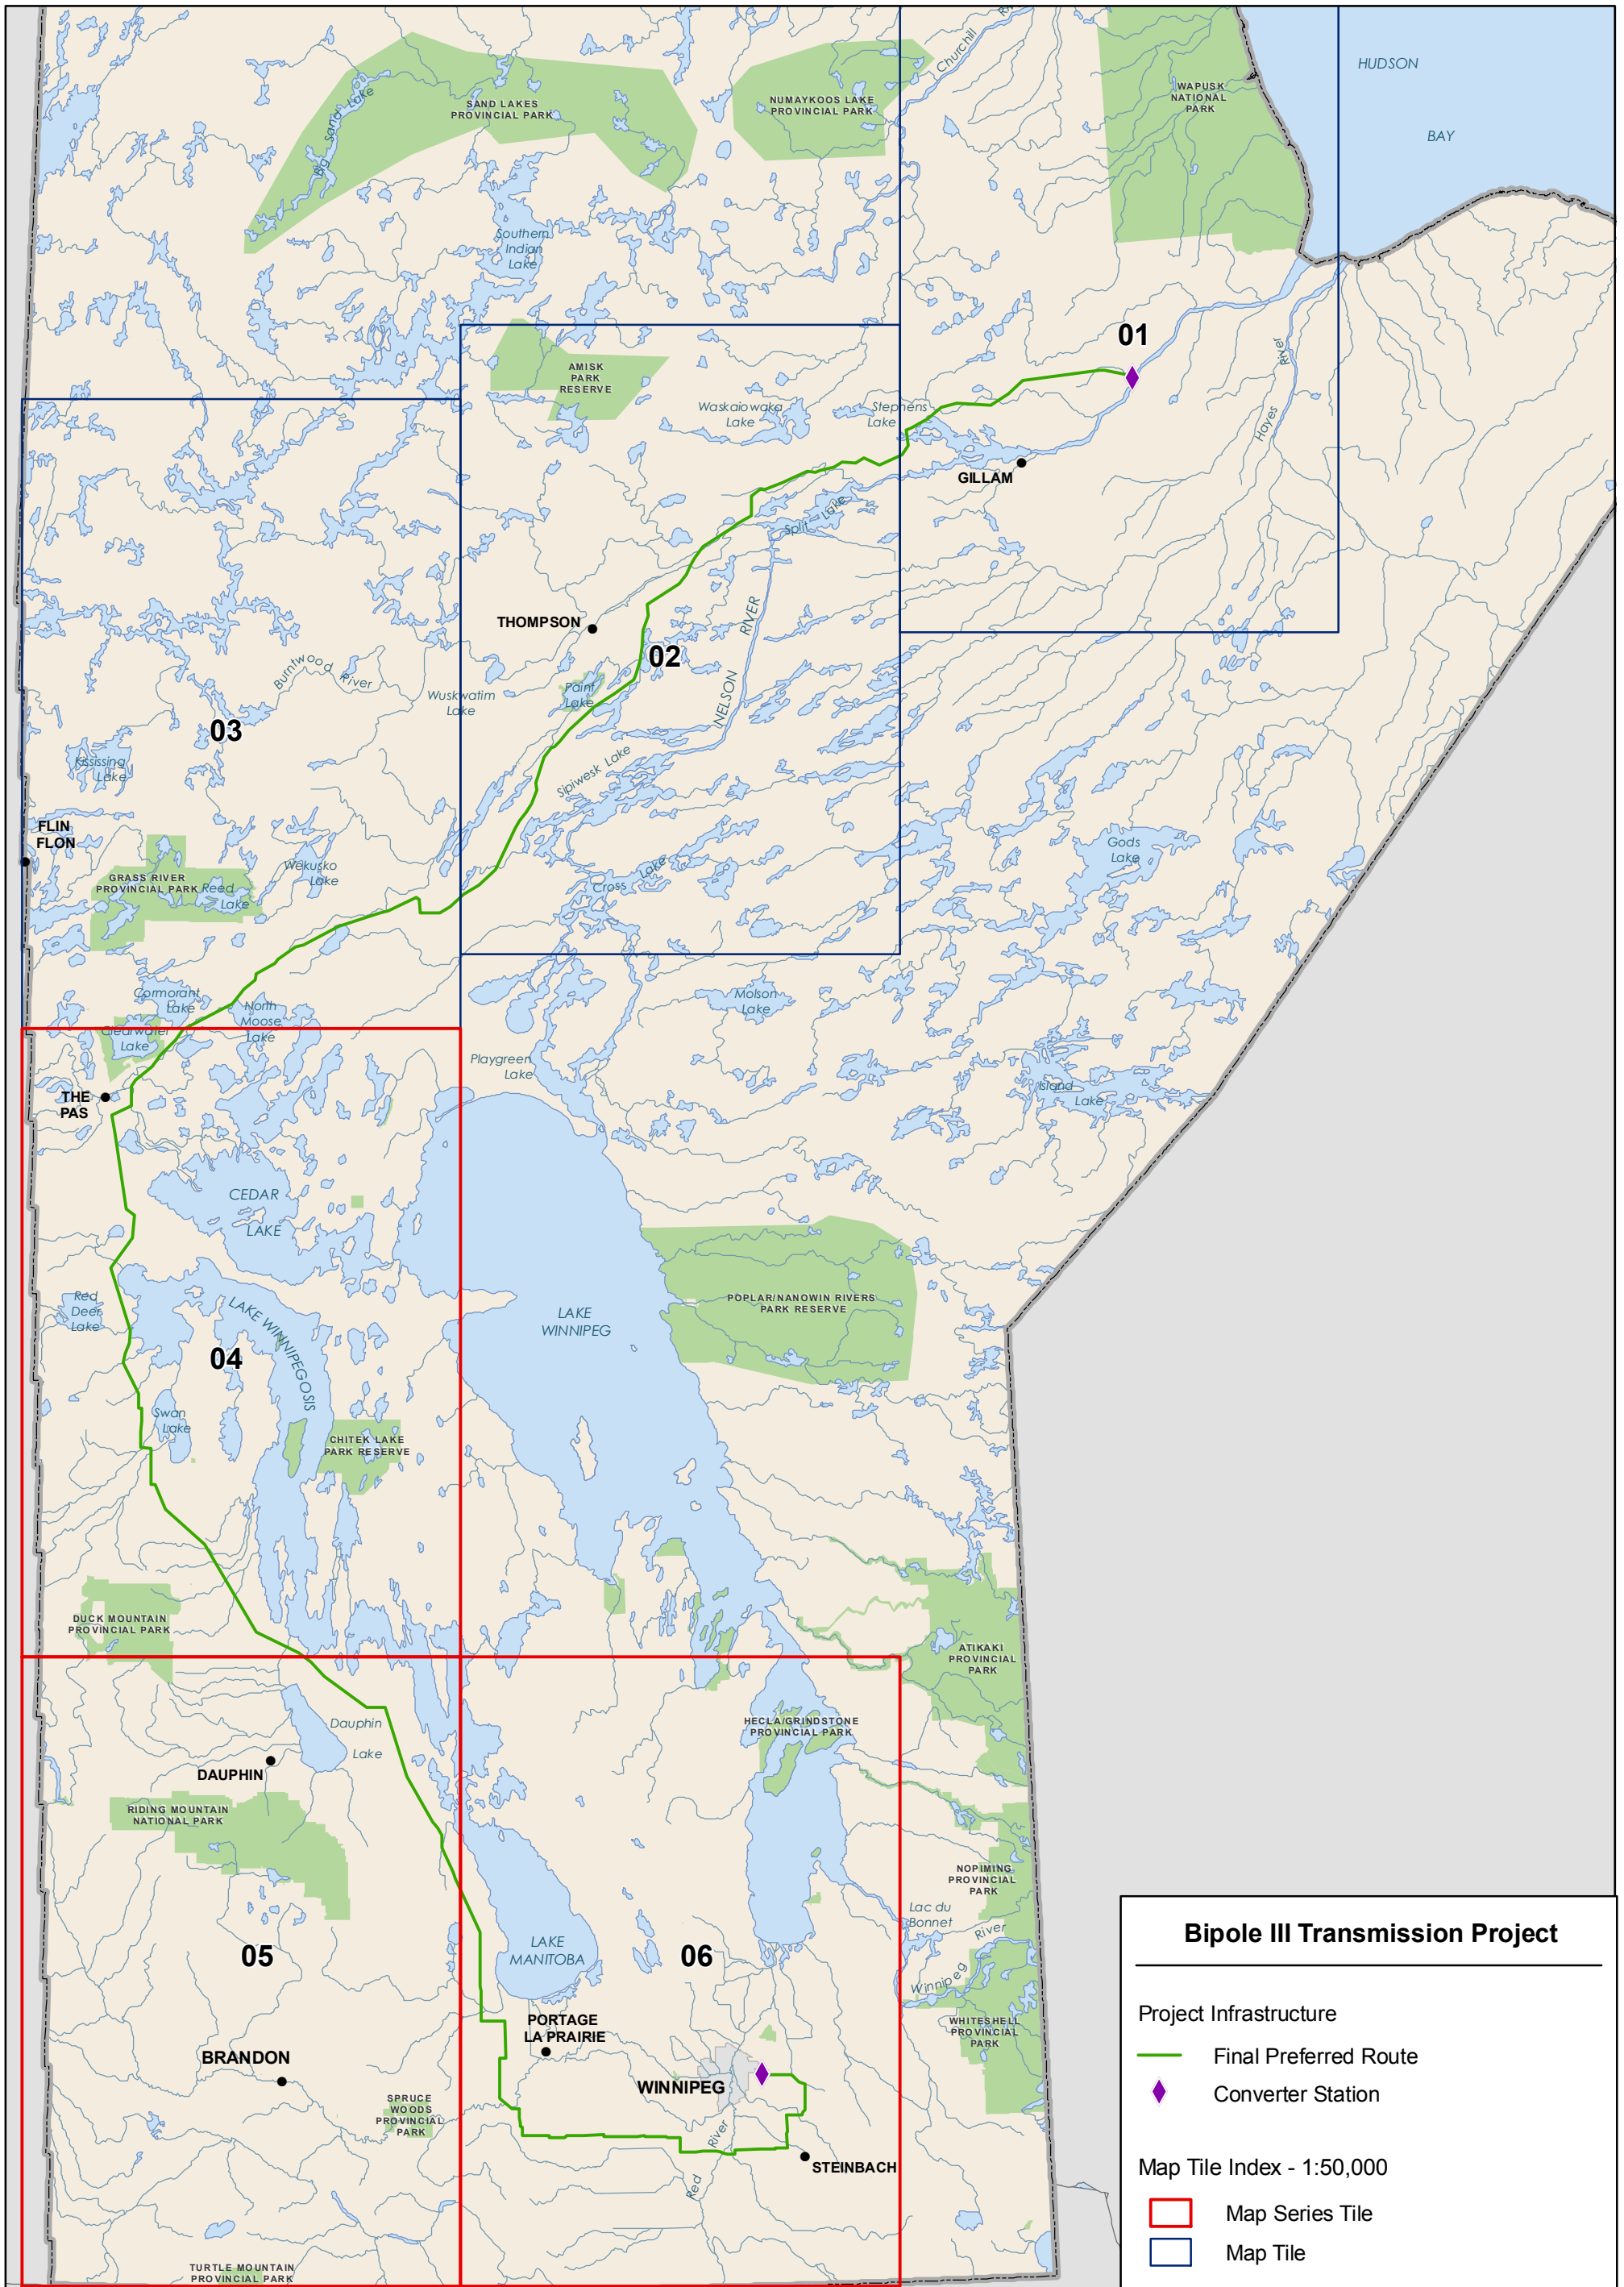 HUDSON
BAY
Churchill
WAPUSK
NATIONAL
PARK
SAND LAKES
PROVINCIAL PARK
NUMAYKOOS LAKE
PROVINCIAL PARK
Big Sand Lake
Southern
Indian
Lake
01
Hayes River
AMISK
PARK
RESERVE
Waskaiowaka
Lake
Stephens
Lake
GILLAM
Split Lake
THOMPSON
02
NELSON RIVER
Burntwood River
Wuskwatim
Lake
Paint
Lake
03
Sipiwesk Lake
Kississing
Lake
FLIN
FLON
GRASS RIVER
PROVINCIAL PARK
Reed
Lake
Wekusko
Lake
Cross Lake
Gods
Lake
Cormorant
Lake
North
Moose
Lake
Clearwater
Lake
Molson
Lake
Playgreen
Lake
Island
Lake
THE
PAS
CEDAR
LAKE
Red
Deer
Lake
LAKE WINNIPEGOSIS
LAKE
WINNIPEG
POPLAR/NANOWIN RIVERS
PARK RESERVE
04
Swan
Lake
CHITEK LAKE
PARK RESERVE
DUCK MOUNTAIN
PROVINCIAL PARK
ATIKAKI
PROVINCIAL
PARK
Dauphin
Lake
HECLA/GRINDSTONE
PROVINCIAL PARK
DAUPHIN
RIDING MOUNTAIN
NATIONAL PARK
NOPIMING
PROVINCIAL
PARK
Lac du
Bonnet
Winnipeg River
05
LAKE
MANITOBA
06
PORTAGE
LA PRAIRIE
WHITESHELL
PROVINCIAL
PARK
BRANDON
WINNIPEG
SPRUCE
WOODS
PROVINCIAL
PARK
Red River
STEINBACH
TURTLE MOUNTAIN
PROVINCIAL PARK
Bipole III Transmission Project
Project Infrastructure
Final Preferred Route
Converter Station
Map Tile Index - 1:50,000
Map Series Tile
Map Tile